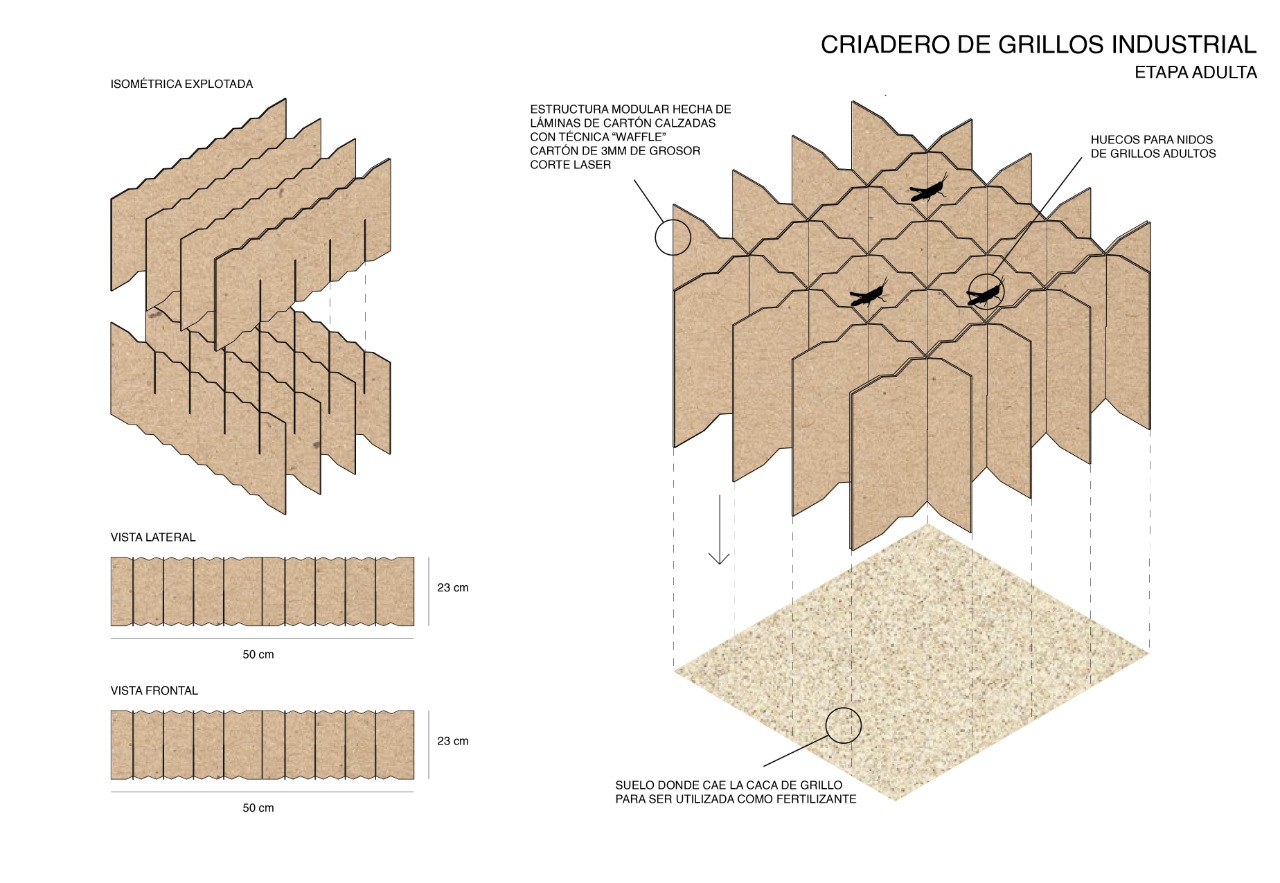 CRIADERO DE GRILLOS INDUSTRIAL
ETAPA ADULTA
ISOMÉTRICA EXPLOTADA
ESTRUCTURA MODULAR HECHA DE
LÁMINAS DE CARTÓN CALZADAS
CON TÉCNICA “WAFFLE”
CARTÓN DE 3MM DE GROSOR
CORTE LASER
HUECOS PARA NIDOS
DE GRILLOS ADULTOS
VISTA LATERAL
23 cm
50 cm
VISTA FRONTAL
23 cm
50 cm
SUELO DONDE CAE LA CACA DE GRILLO
PARA SER UTILIZADA COMO FERTILIZANTE